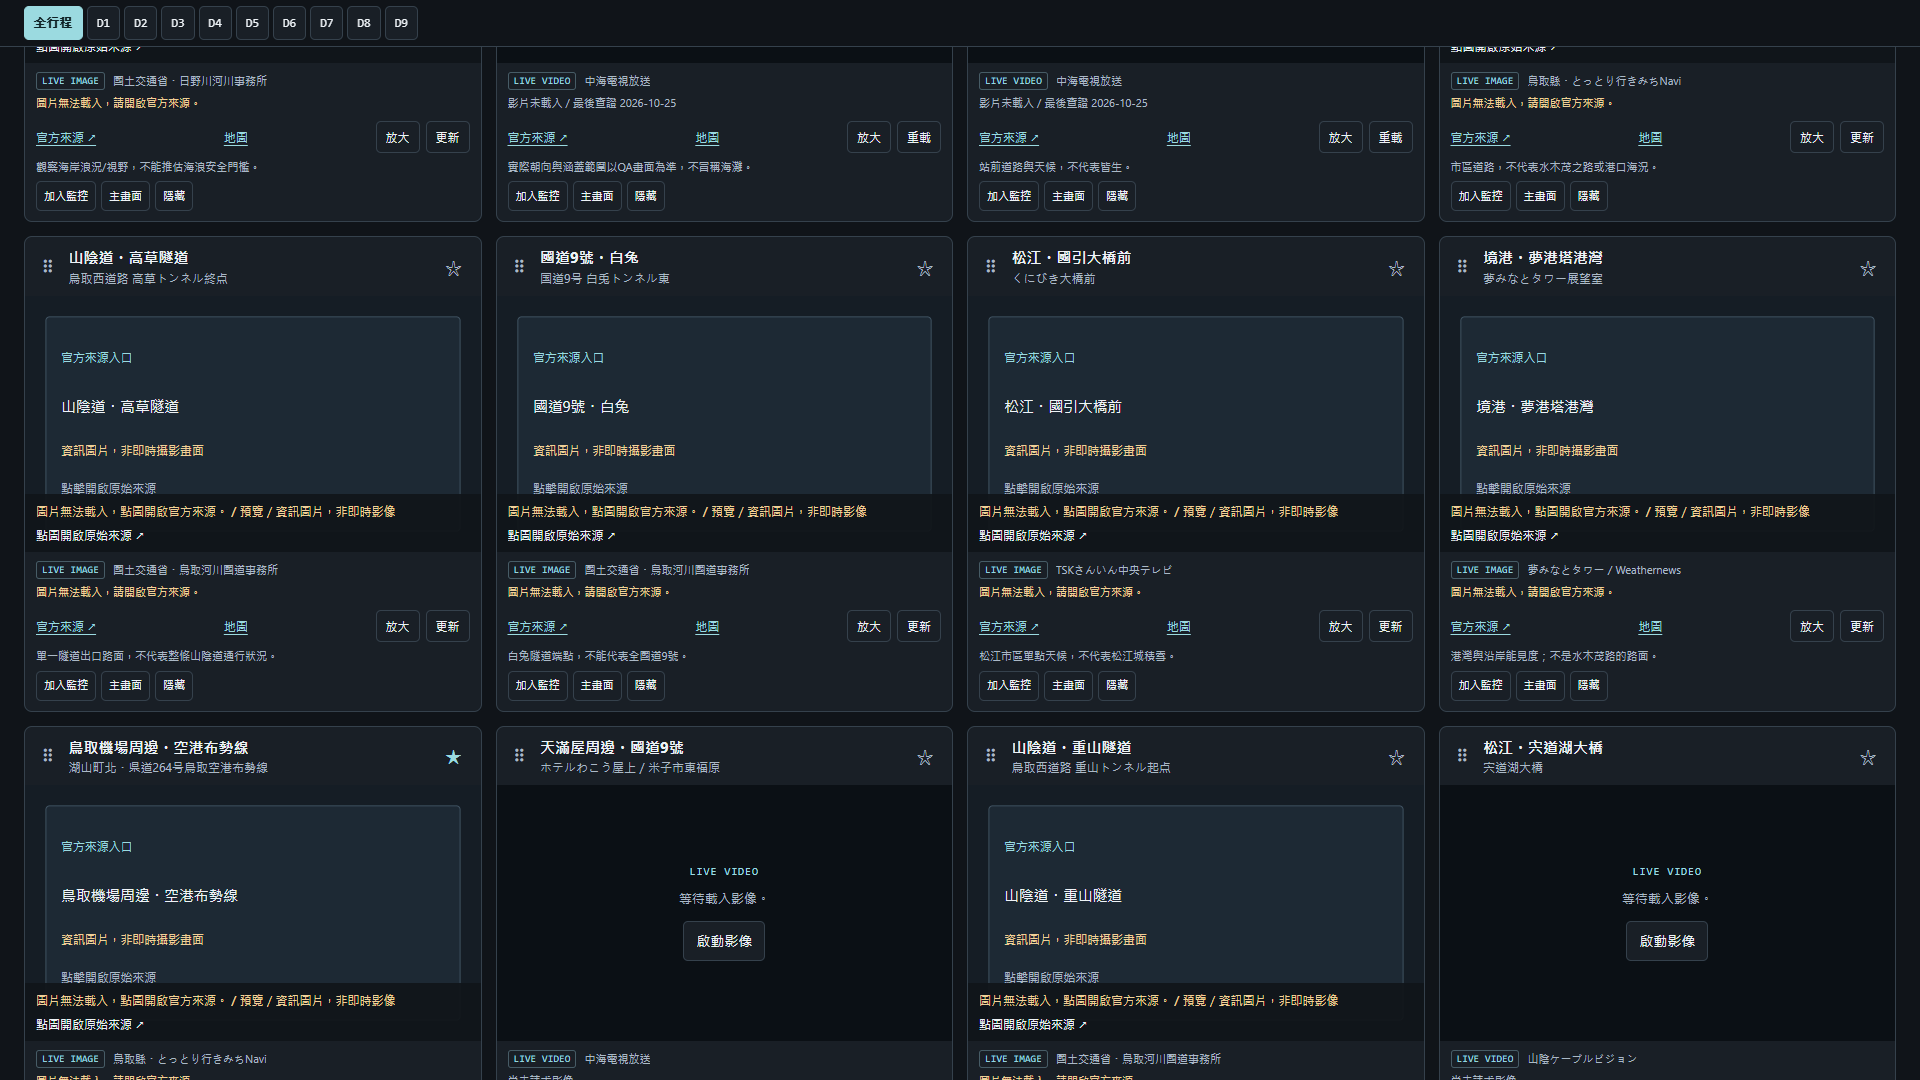 全行程 D1 D2 D3 D4 D5 D6 D7 D8 D9
LIVE IMAGE 國土交通省・日野川河川事務所
圖片無法載入，請開啟官方來源。
官方來源 ↗ 地圖 放大 更新
觀察海岸浪況/視野，不能推估海浪安全門檻。
加入監控 主畫面 隱藏
LIVE VIDEO 中海電視放送
影片未載入 / 最後查證 2026-10-25
官方來源 ↗ 地圖 放大 重載
實際朝向與涵蓋範圍以QA畫面為準，不冒稱海灘。
加入監控 主畫面 隱藏
LIVE VIDEO 中海電視放送
影片未載入 / 最後查證 2026-10-25
官方來源 ↗ 地圖 放大 重載
站前道路與天候，不代表皆生。
加入監控 主畫面 隱藏
LIVE IMAGE 鳥取縣・とっとり行きみちNavi
圖片無法載入，請開啟官方來源。
官方來源 ↗ 地圖 放大 更新
市區道路，不代表水木茂之路或港口海況。
加入監控 主畫面 隱藏
山陰道・高草隧道
鳥取西道路 高草トンネル終点
官方來源入口
山陰道・高草隧道
資訊圖片，非即時攝影畫面
點擊開啟原始來源
圖片無法載入，點圖開啟官方來源。 / 預覽 / 資訊圖片，非即時影像
點圖開啟原始來源 ↗
LIVE IMAGE 國土交通省・鳥取河川國道事務所
圖片無法載入，請開啟官方來源。
官方來源 ↗ 地圖 放大 更新
單一隧道出口路面，不代表整條山陰道通行狀況。
加入監控 主畫面 隱藏
國道9號・白兔
国道9号 白兎トンネル東
官方來源入口
國道9號・白兔
資訊圖片，非即時攝影畫面
點擊開啟原始來源
圖片無法載入，點圖開啟官方來源。 / 預覽 / 資訊圖片，非即時影像
點圖開啟原始來源 ↗
LIVE IMAGE 國土交通省・鳥取河川國道事務所
圖片無法載入，請開啟官方來源。
官方來源 ↗ 地圖 放大 更新
白兔隧道端點，不能代表全國道9號。
加入監控 主畫面 隱藏
松江・國引大橋前
くにびき大橋前
官方來源入口
松江・國引大橋前
資訊圖片，非即時攝影畫面
點擊開啟原始來源
圖片無法載入，點圖開啟官方來源。 / 預覽 / 資訊圖片，非即時影像
點圖開啟原始來源 ↗
LIVE IMAGE TSKさんいん中央テレビ
圖片無法載入，請開啟官方來源。
官方來源 ↗ 地圖 放大 更新
松江市區單點天候，不代表松江城積雪。
加入監控 主畫面 隱藏
境港・夢港塔港灣
夢みなとタワー展望室
官方來源入口
境港・夢港塔港灣
資訊圖片，非即時攝影畫面
點擊開啟原始來源
圖片無法載入，點圖開啟官方來源。 / 預覽 / 資訊圖片，非即時影像
點圖開啟原始來源 ↗
LIVE IMAGE 夢みなとタワー / Weathernews
圖片無法載入，請開啟官方來源。
官方來源 ↗ 地圖 放大 更新
港灣與沿岸能見度；不是水木茂路的路面。
加入監控 主畫面 隱藏
鳥取機場周邊・空港布勢線
湖山町北・県道264号鳥取空港布勢線
官方來源入口
鳥取機場周邊・空港布勢線
資訊圖片，非即時攝影畫面
點擊開啟原始來源
圖片無法載入，點圖開啟官方來源。 / 預覽 / 資訊圖片，非即時影像
點圖開啟原始來源 ↗
LIVE IMAGE 鳥取縣・とっとり行きみちNavi
天滿屋周邊・國道9號
ホテルわこう屋上 / 米子市東福原
LIVE VIDEO
等待載入影像。
啟動影像
LIVE VIDEO 中海電視放送
山陰道・重山隧道
鳥取西道路 重山トンネル起点
官方來源入口
山陰道・重山隧道
資訊圖片，非即時攝影畫面
點擊開啟原始來源
圖片無法載入，點圖開啟官方來源。 / 預覽 / 資訊圖片，非即時影像
點圖開啟原始來源 ↗
LIVE IMAGE 國土交通省・鳥取河川國道事務所
松江・宍道湖大橋
宍道湖大橋
LIVE VIDEO
等待載入影像。
啟動影像
LIVE VIDEO 山陰ケーブルビジョン